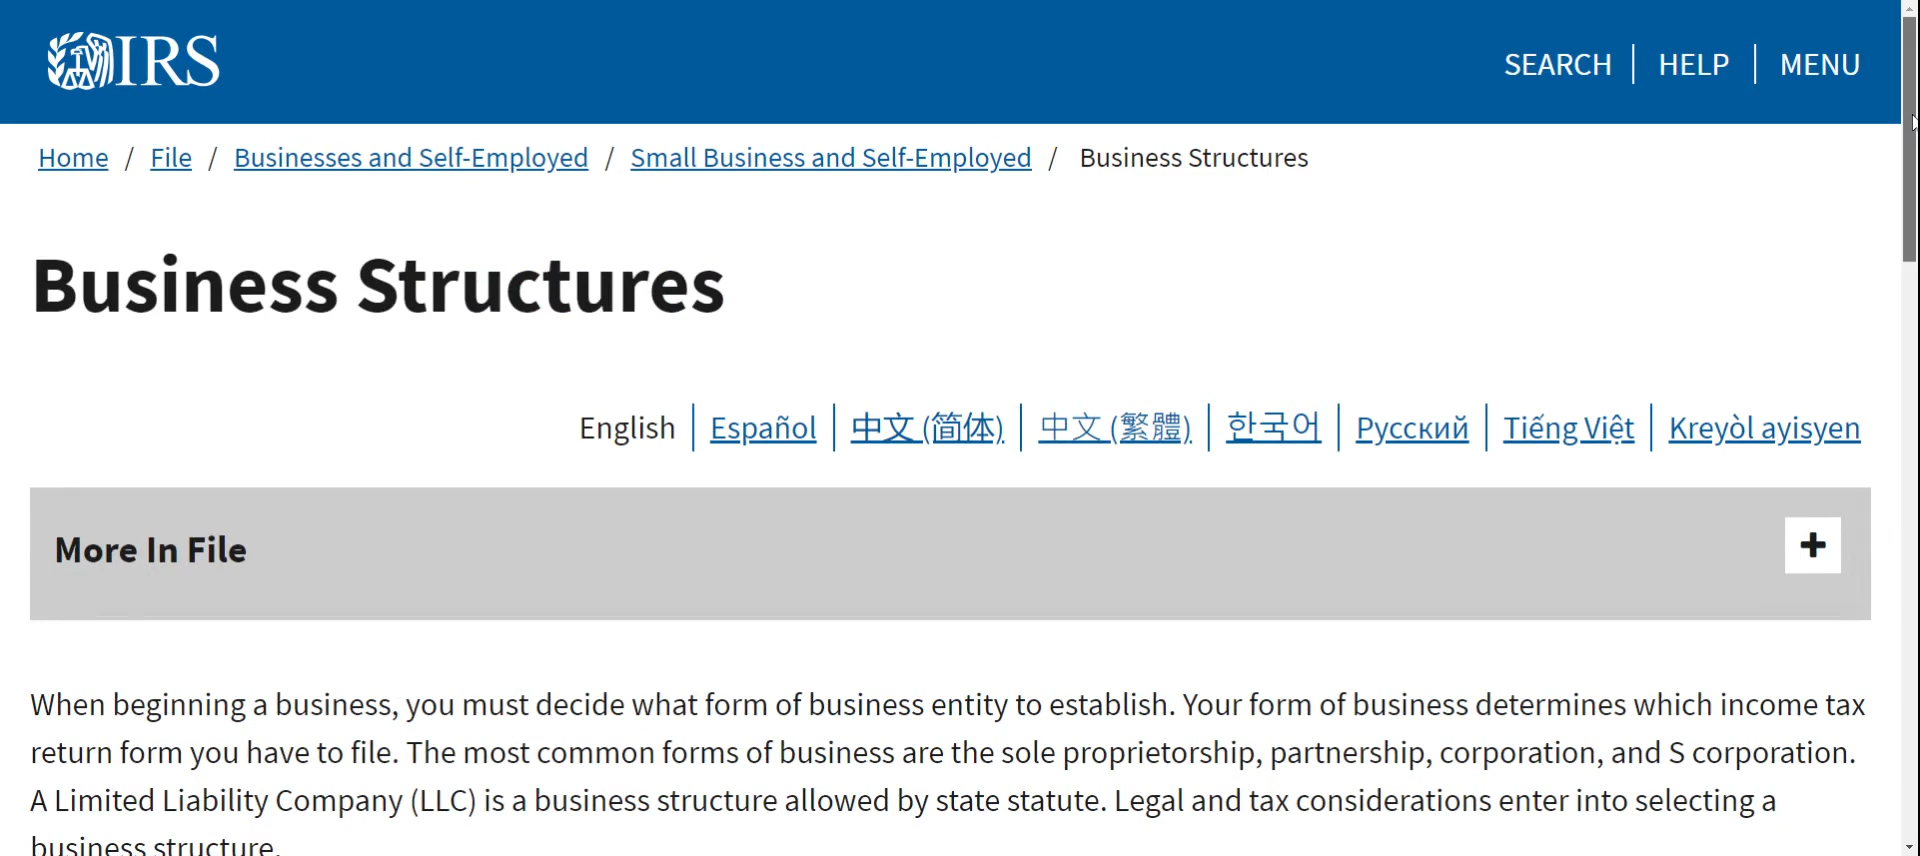 IRS
SEARCH | HELP | MENU
Home / File / Businesses and Self-Employed / Small Business and Self-Employed / Business Structures
Business Structures
English | Español | 中文 (简体) | 中文 (繁體) | 한국어 | Русский | Tiếng Việt | Kreyòl ayisyen
More In File
When beginning a business, you must decide what form of business entity to establish. Your form of business determines which income tax
return form you have to file. The most common forms of business are the sole proprietorship, partnership, corporation, and S corporation.
A Limited Liability Company (LLC) is a business structure allowed by state statute. Legal and tax considerations enter into selecting a
business structure.